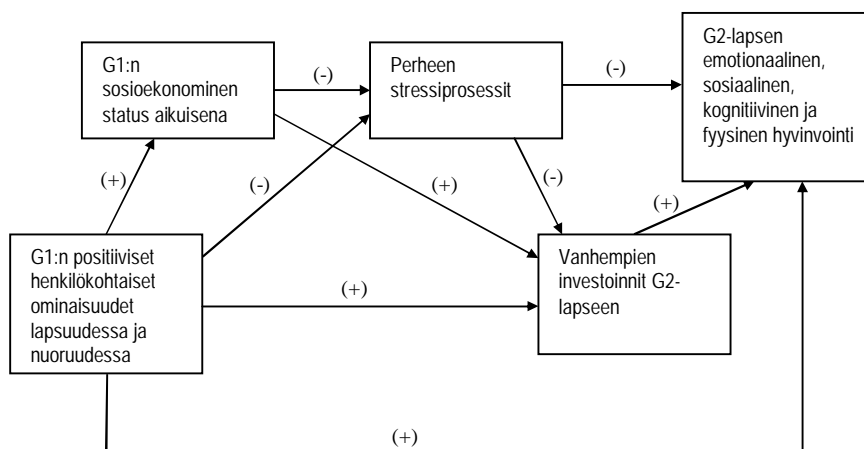 G1:n
sosioekonominen
status aikuisena
(-)
Perheen
stressiprosessit
(-)
G2-lapsen
emotionaalinen,
sosiaalinen,
kognitiivinen ja
fyysinen hyvinvointi
(+)
(-)
(+)
(-)
(+)
G1:n positiiviset
henkilökohtaiset
ominaisuudet
lapsuudessa ja
nuoruudessa
(+)
Vanhempien
investoinnit G2-
lapseen
(+)